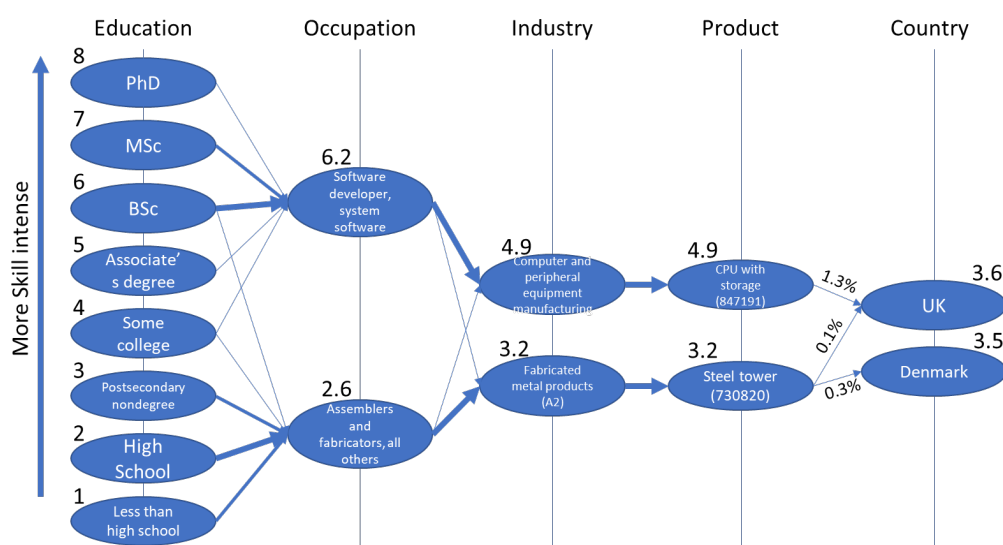 Education
Occupation
Industry
Product
Country
More Skill intense
8
PhD
7
MSc
6
BSc
5
Associate's
s degree
4
Some
college
3
Postsecondary
nondegree
2
High
School
1
Less than
high school
6.2
Software
developer,
system
software
2.6
Assemblers
and
fabricators, all
others
4.9
Computer and
peripheral
equipment
manufacturing
3.2
Fabricated
metal products
(A2)
4.9
CPU with
storage
(847191)
3.2
Steel tower
(730820)
1.3%
0.1%
0.3%
3.6
UK
3.5
Denmark